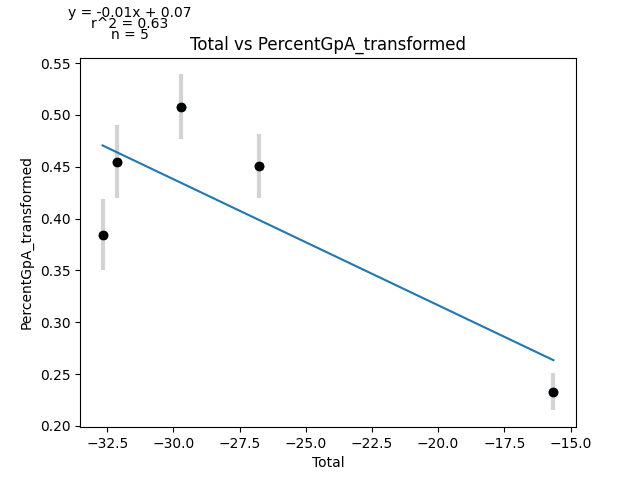 y = -0.01x + 0.07
r^2 = 0.63
n = 5
Total vs PercentGpA_transformed
0.55
0.50
0.45
0.40
0.35
0.30
0.25
0.20
PercentGpA_transformed
−32.5 −30.0 −27.5 −25.0 −22.5 −20.0 −17.5 −15.0
Total